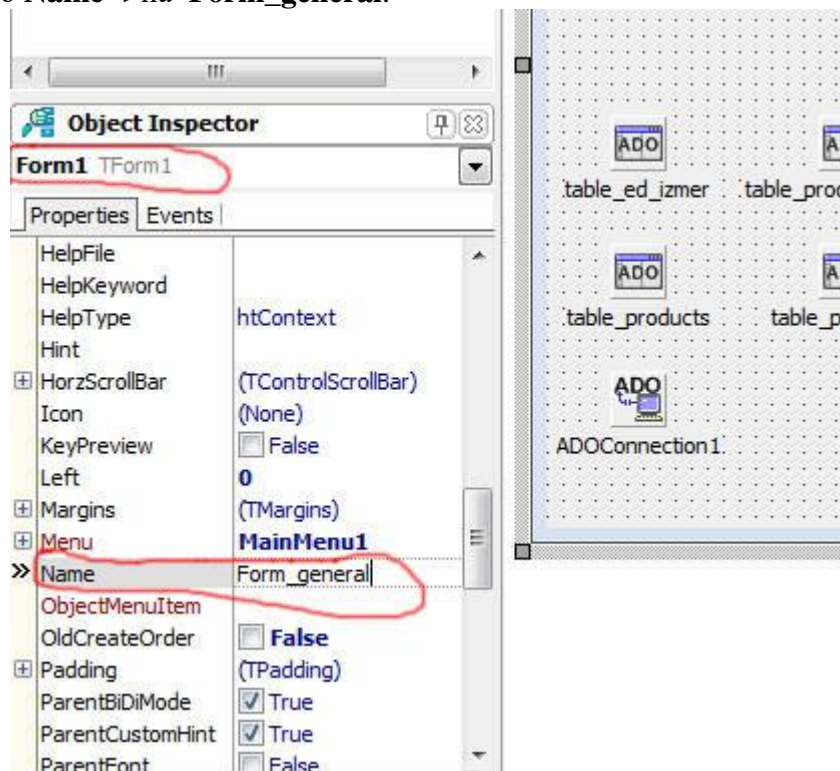 Name -> на Form_general.
Object Inspector
Form1 TForm1
Properties Events
HelpFile
HelpKeyword
HelpType htContext
Hint
HorzScrollBar (TControlScrollBar)
Icon (None)
KeyPreview False
Left 0
Margins (TMargins)
Menu MainMenu1
Name Form_general
ObjectMenuItem
OldCreateOrder False
Padding (TPadding)
ParentBiDiMode True
ParentCustomHint True
ParentFont False
ADO
table_ed_izmer
ADO
table_products
ADO
ADOConnection1